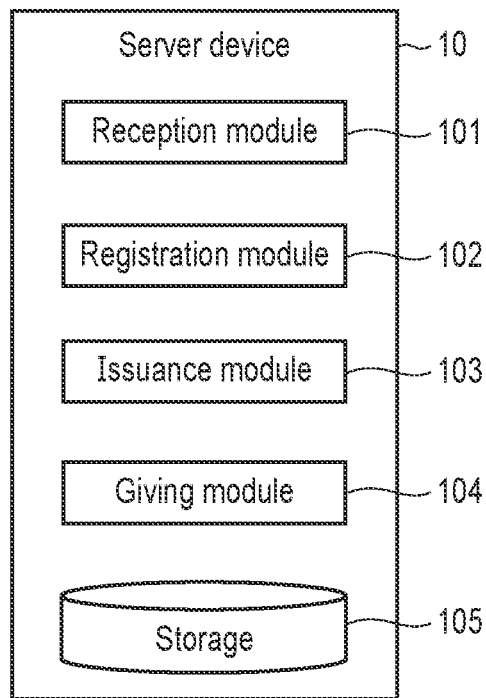 Server device 10
Reception module 101
Registration module 102
Issuance module 103
Giving module 104
Storage 105